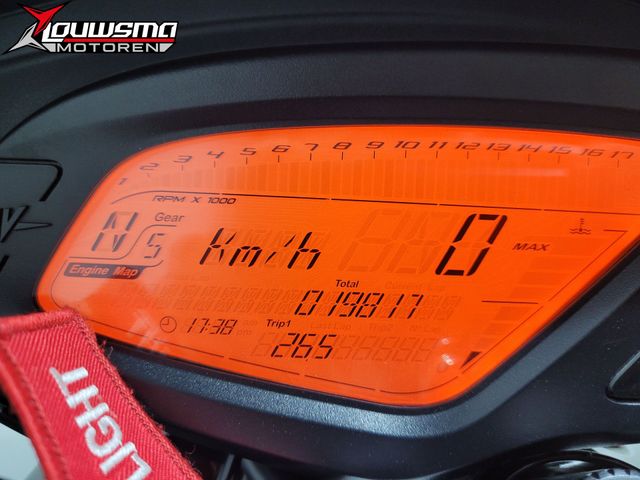 Louwsma
MOTOREN
1 2 3 4 5 6 7 8 9 10 11 12 13 14 15 16 17
RPM X 1000
N Gear
5
Engine Map
Km/h 0 MAX
Total
019817
17:38
Trip1
265
LIGHT